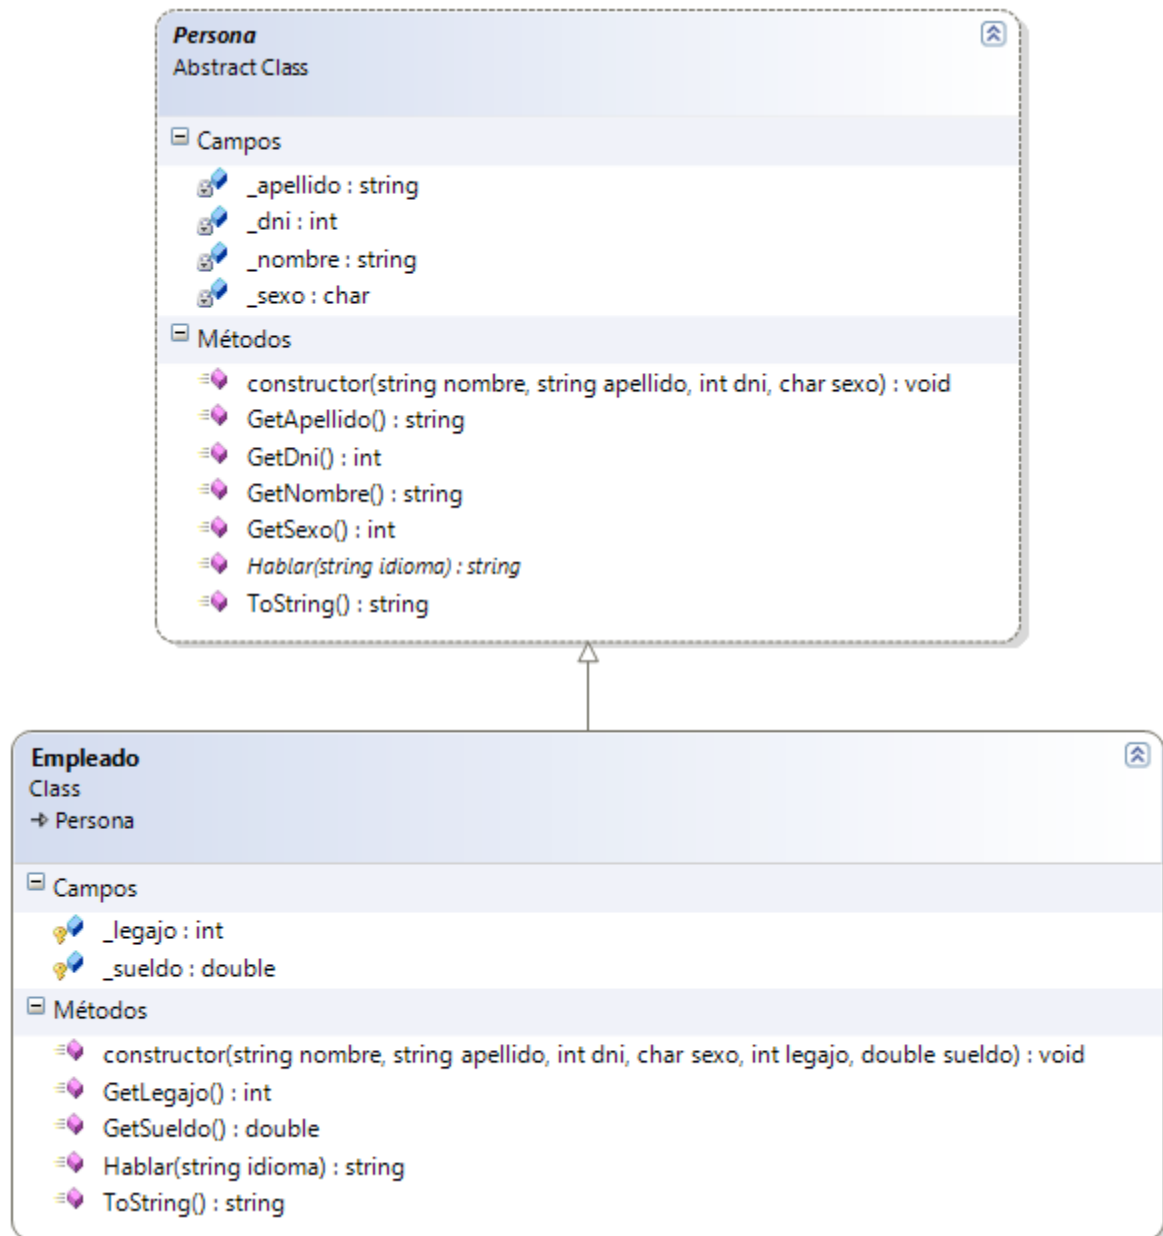 Persona
Abstract Class
Campos
_apellido : string
_dni : int
_nombre : string
_sexo : char
Métodos
constructor(string nombre, string apellido, int dni, char sexo) : void
GetApellido() : string
GetDni() : int
GetNombre() : string
GetSexo() : int
Hablar(string idioma) : string
ToString() : string
Empleado
Class
Persona
Campos
_legajo : int
_sueldo : double
Métodos
constructor(string nombre, string apellido, int dni, char sexo, int legajo, double sueldo) : void
GetLegajo() : int
GetSueldo() : double
Hablar(string idioma) : string
ToString() : string